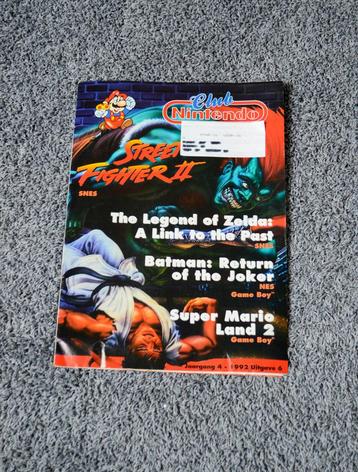 Club
Nintendo
STREET
FIGHTER II
SNES
The Legend of Zelda:
A Link to the Past
SNES
Batman: Return
of the Joker
NES
Game Boy
Super Mario
Land 2
Game Boy
Jaargang 4 - 1992 Uitgave 6